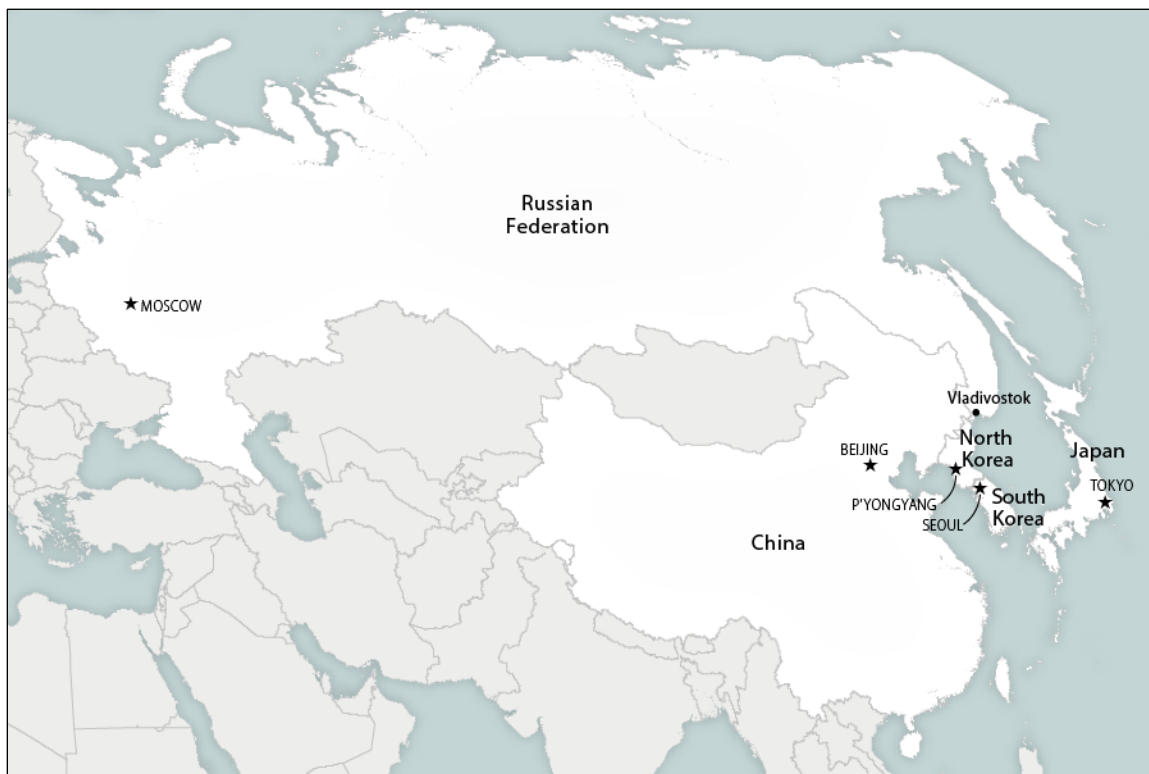 Russian
Federation
MOSCOW
Vladivostok
North
Korea
BEIJING
Japan
TOKYO
P'YONGYANG
South
Korea
SEOUL
China